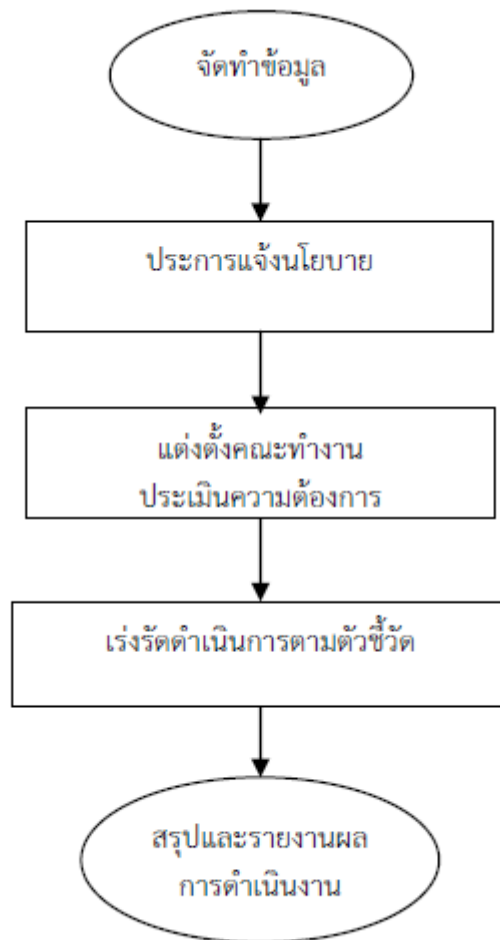 จัดทำข้อมูล
ประการแจ้งนโยบาย
แต่งตั้งคณะทำงาน
ประเมินความต้องการ
เร่งรัดดำเนินการตามตัวชี้วัด
สรุปและรายงานผล
การดำเนินงาน